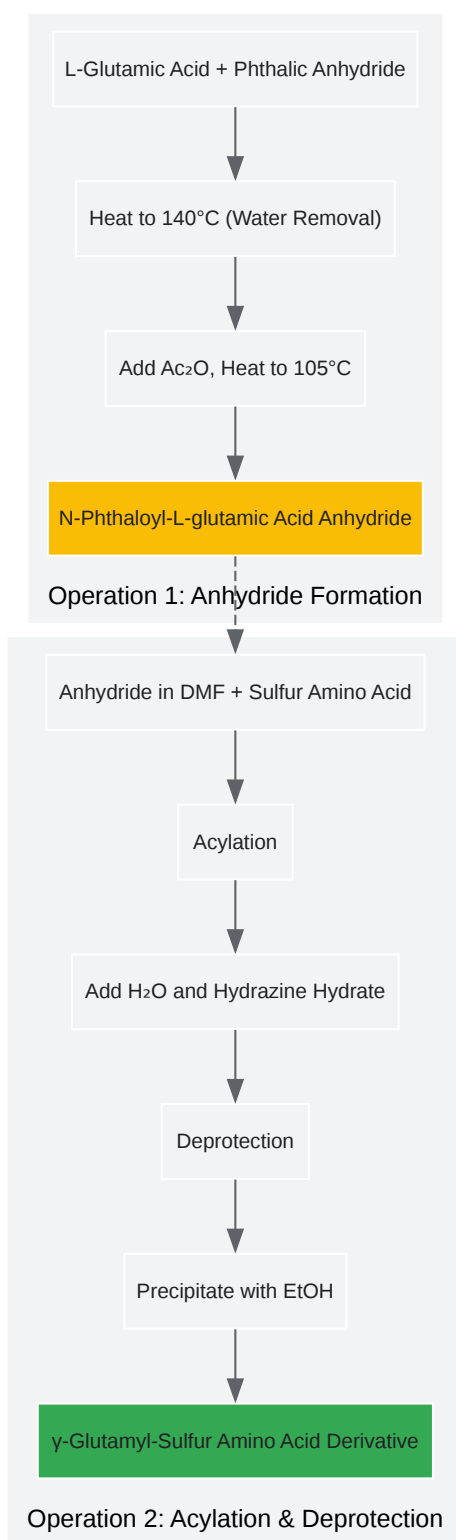 L-Glutamic Acid + Phthalic Anhydride
Heat to 140°C (Water Removal)
Add Ac₂O, Heat to 105°C
N-Phthaloyl-L-glutamic Acid Anhydride
Operation 1: Anhydride Formation
Anhydride in DMF + Sulfur Amino Acid
Acylation
Add H₂O and Hydrazine Hydrate
Deprotection
Precipitate with EtOH
γ-Glutamyl-Sulfur Amino Acid Derivative
Operation 2: Acylation & Deprotection